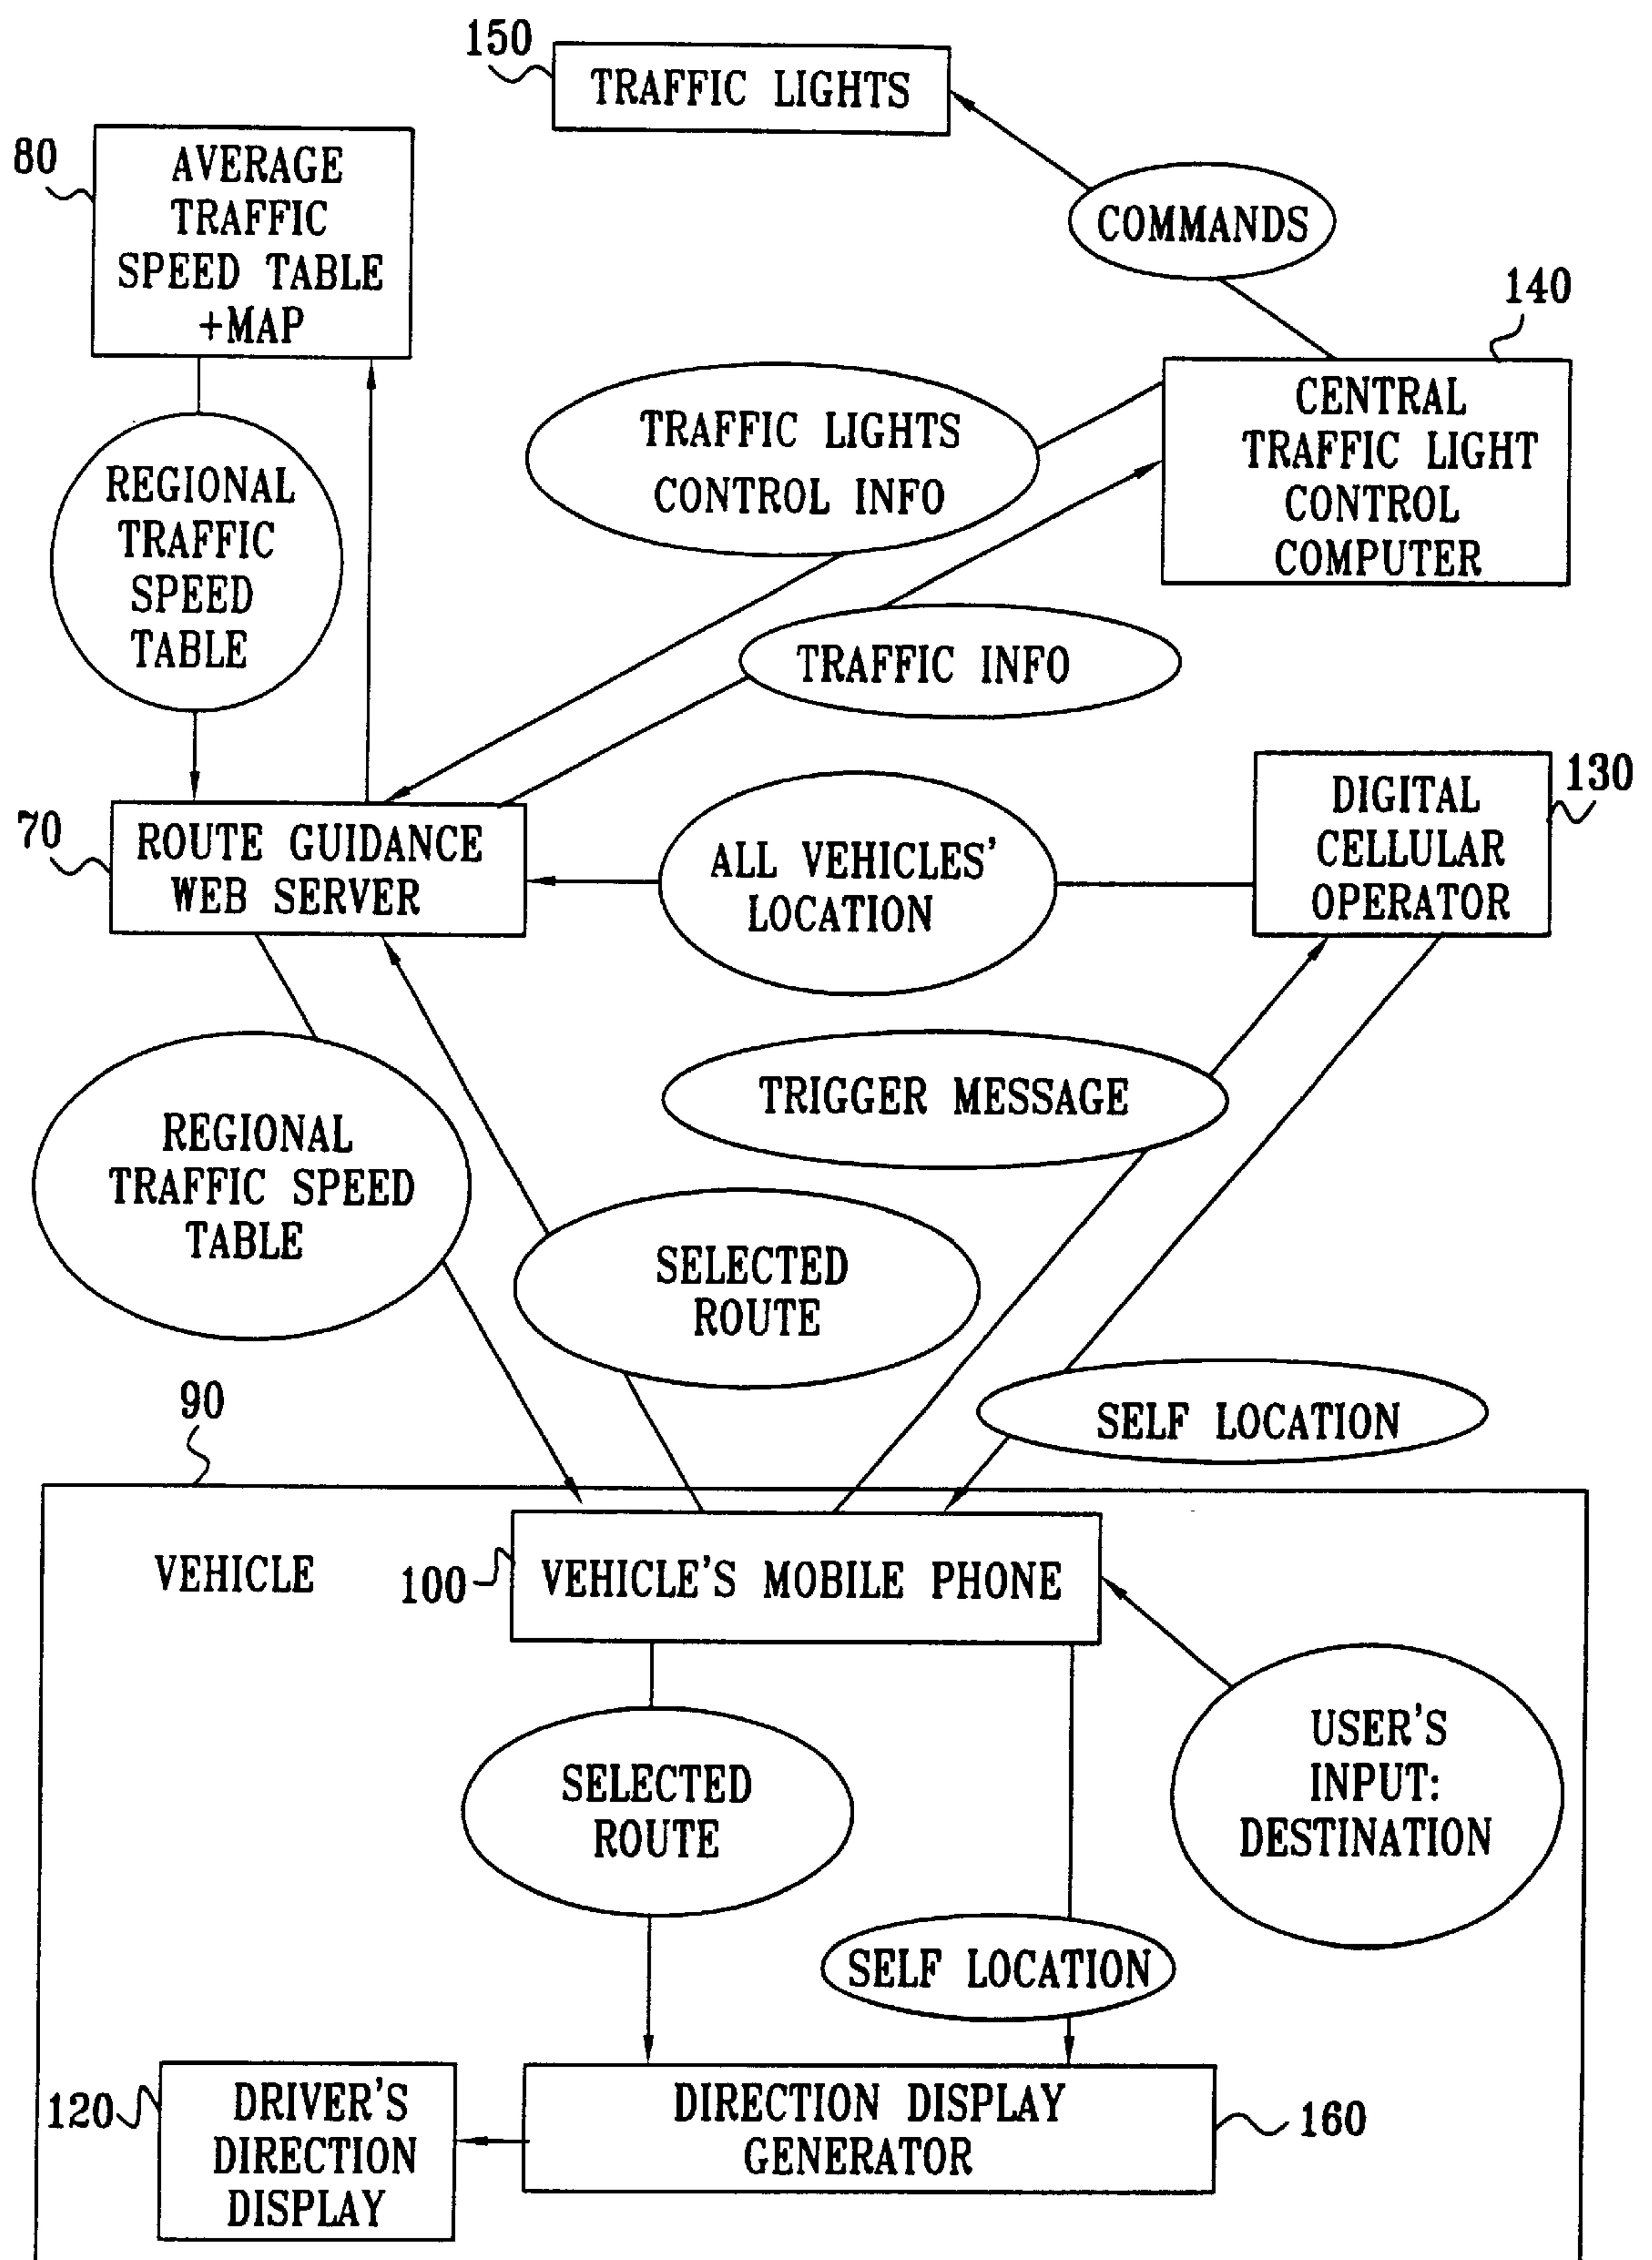 150
TRAFFIC LIGHTS
80
AVERAGE
TRAFFIC
SPEED TABLE
+MAP
COMMANDS
140
CENTRAL
TRAFFIC LIGHT
CONTROL
COMPUTER
TRAFFIC LIGHTS
CONTROL INFO
REGIONAL
TRAFFIC
SPEED
TABLE
TRAFFIC INFO
70
ROUTE GUIDANCE
WEB SERVER
ALL VEHICLES'
LOCATION
130
DIGITAL
CELLULAR
OPERATOR
TRIGGER MESSAGE
REGIONAL
TRAFFIC SPEED
TABLE
SELECTED
ROUTE
SELF LOCATION
90
VEHICLE
100
VEHICLE'S MOBILE PHONE
SELECTED
ROUTE
USER'S
INPUT:
DESTINATION
SELF LOCATION
120
DRIVER'S
DIRECTION
DISPLAY
DIRECTION DISPLAY
GENERATOR
160